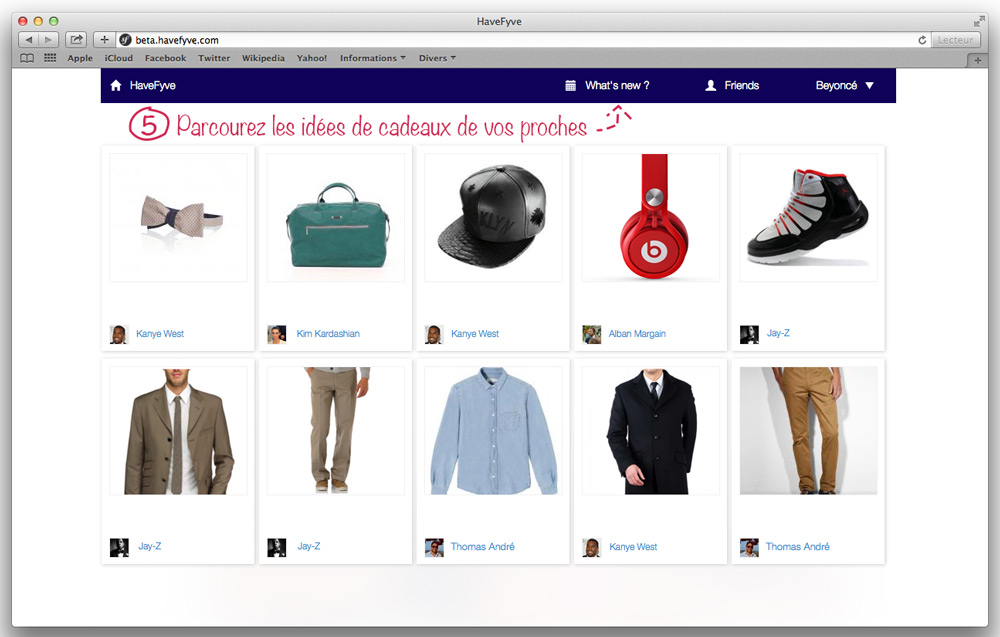 HaveFyve
beta.havefyve.com
Lecteur
Apple iCloud Facebook Twitter Wikipedia Yahoo! Informations Divers
HaveFyve What's new ? Friends Beyoncé
5 Parcourez les idées de cadeaux de vos proches
KLYN
b
Kanye West Kim Kardashian Kanye West Alban Margain Jay-Z
Jay-Z Jay-Z Thomas André Kanye West Thomas André